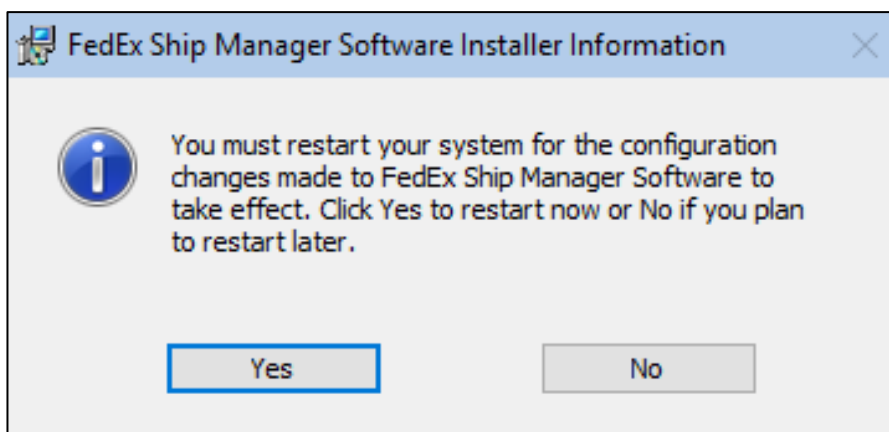 FedEx Ship Manager Software Installer Information
You must restart your system for the configuration
changes made to FedEx Ship Manager Software to
take effect. Click Yes to restart now or No if you plan
to restart later.
Yes
No